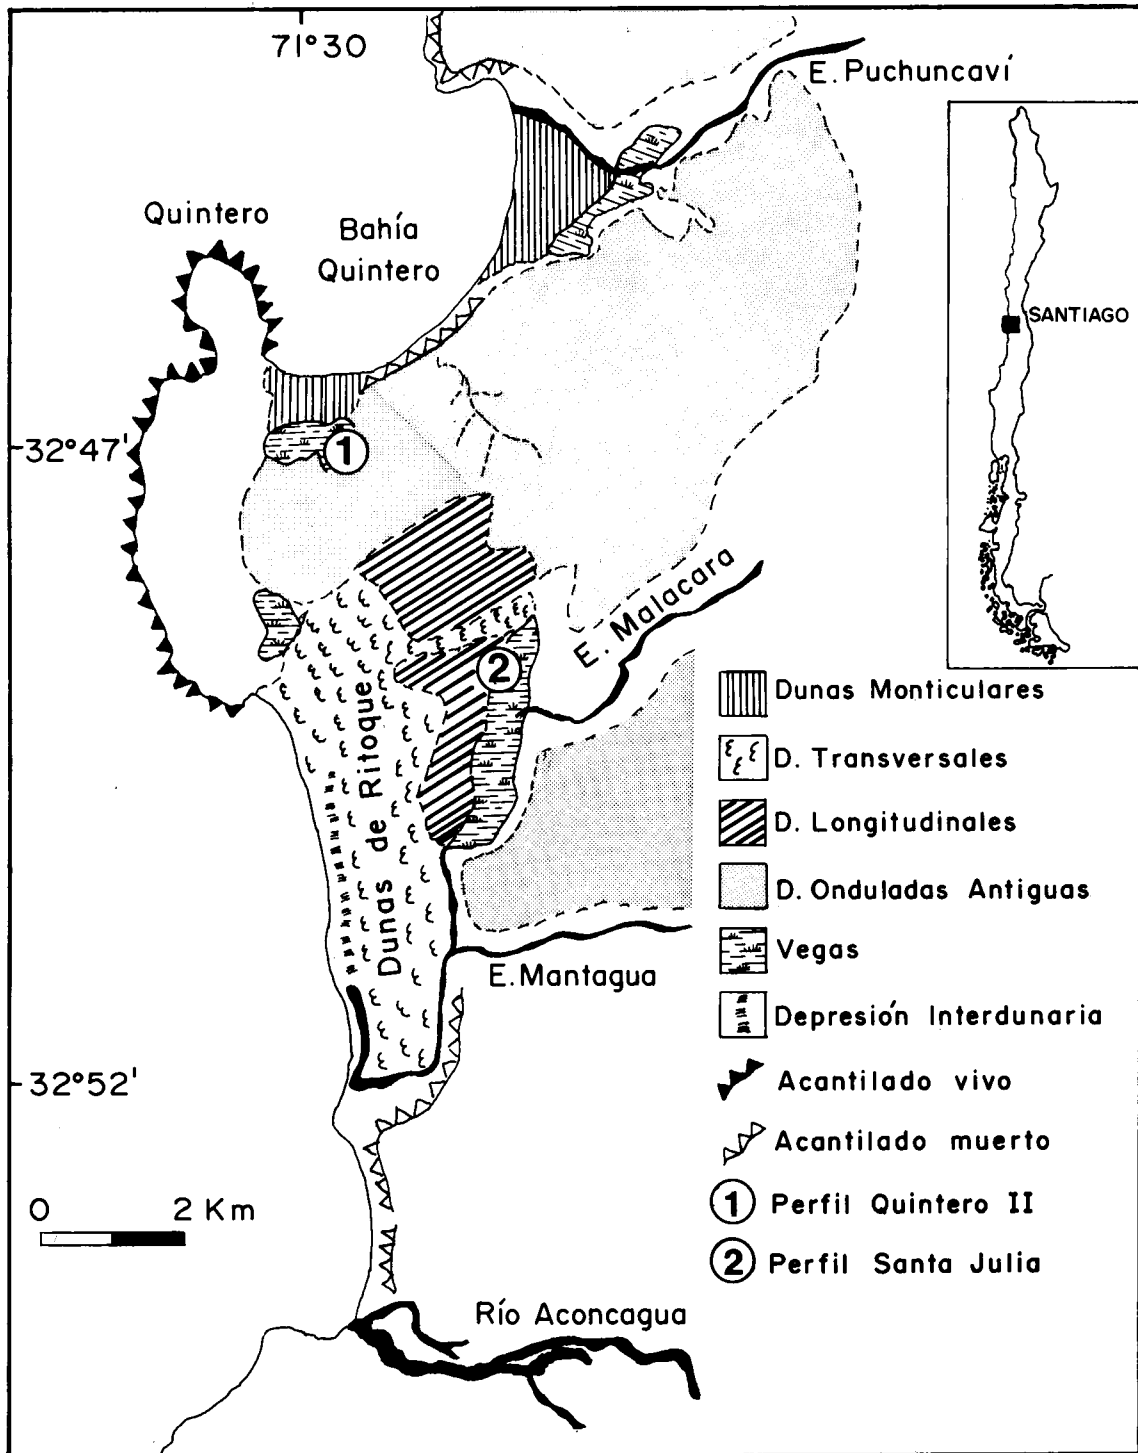 71°30
E. Puchuncaví
Quintero
Bahía
Quintero
SANTIAGO
32°47'
1
E. Malacara
2
Dunas de Ritoque
E. Mantagua
32°52'
0 2 Km
Río Aconcagua
Dunas Monticulares
D. Transversales
D. Longitudinales
D. Onduladas Antiguas
Vegas
Depresión Interdunaria
Acantilado vivo
Acantilado muerto
1 Perfil Quintero II
2 Perfil Santa Julia